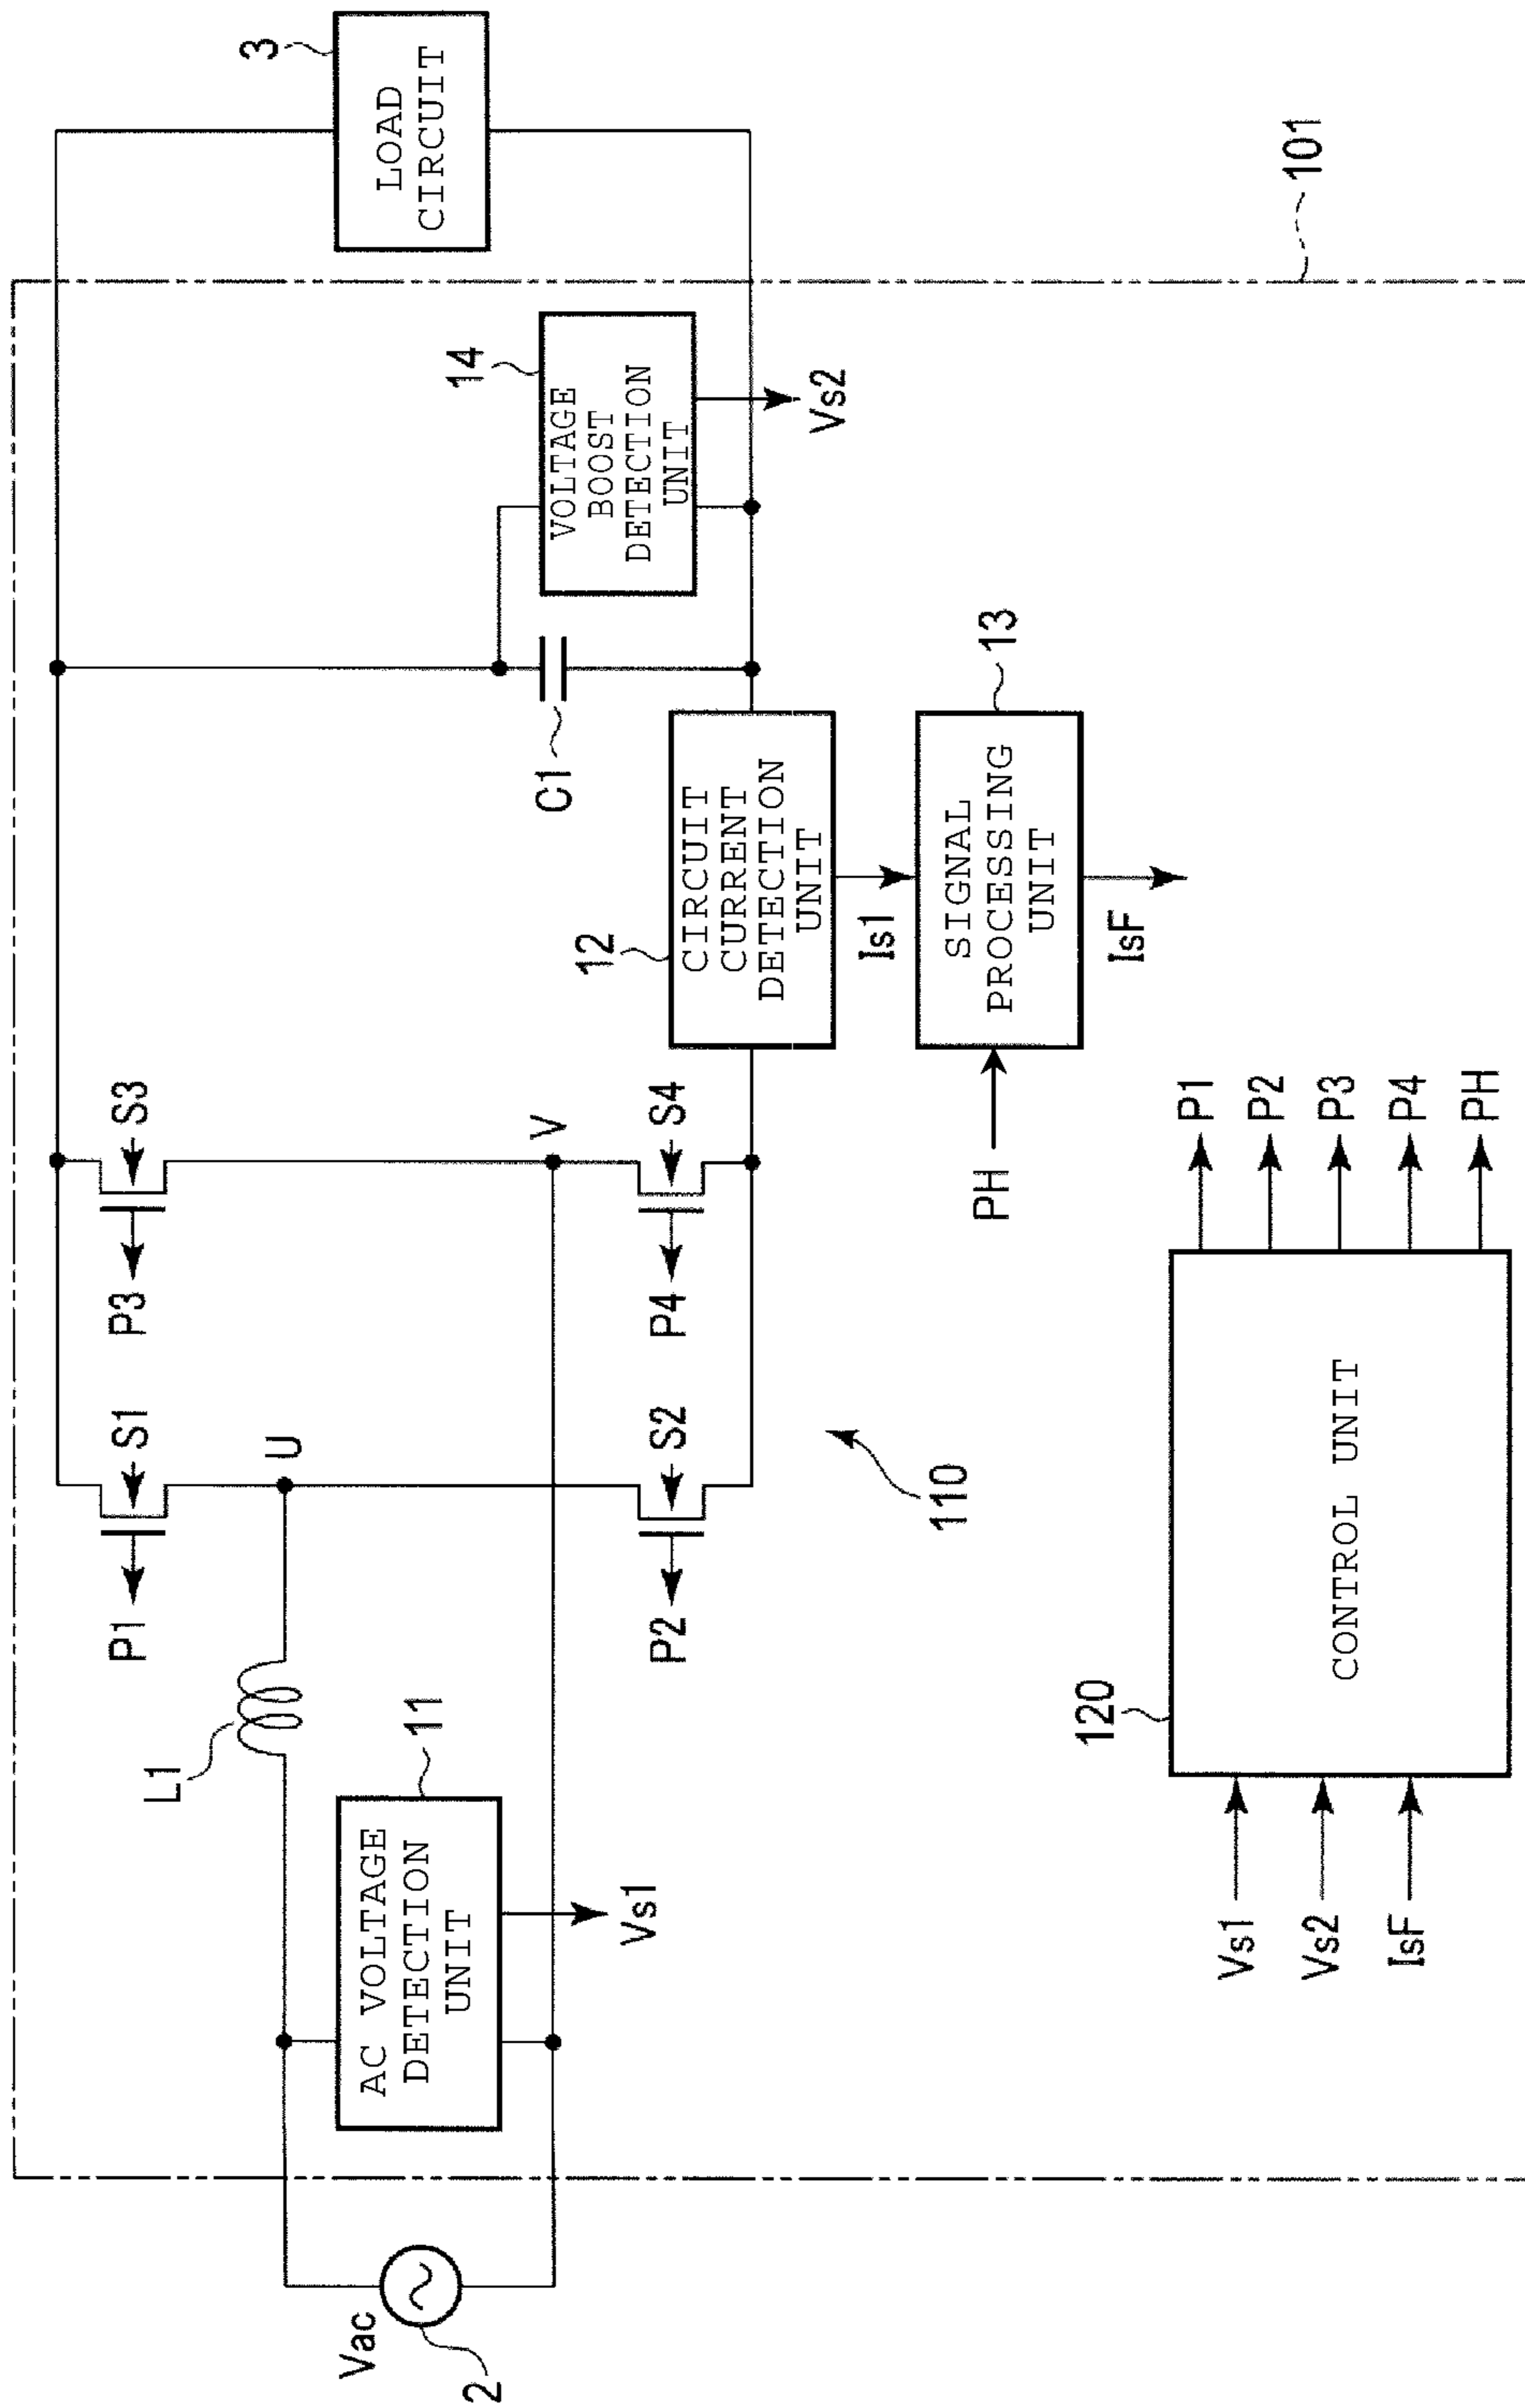 101
3
LOAD
CIRCUIT
P1
S1
P3
S3
L1
U
14
VOLTAGE
BOOST
DETECTION
UNIT
Vs2
C1
Vac
2
11
AC VOLTAGE
DETECTION
UNIT
Vs1
V
P2
S2
P4
S4
12
CIRCUIT
CURRENT
DETECTION
UNIT
Is1
13
PH
SIGNAL
PROCESSING
UNIT
IsF
110
120
Vs1
Vs2
IsF
CONTROL UNIT
P1
P2
P3
P4
PH